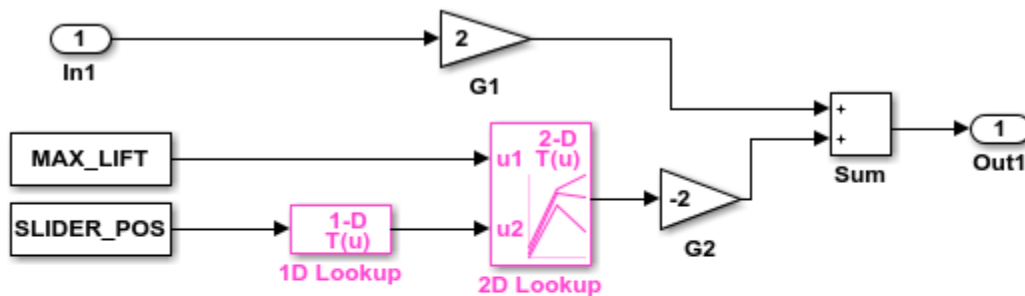 1
In1
2
G1
MAX_LIFT
SLIDER_POS
1-D
T(u)
1D Lookup
u1
2-D
T(u)
u2
2D Lookup
-2
G2
+
+
Sum
1
Out1